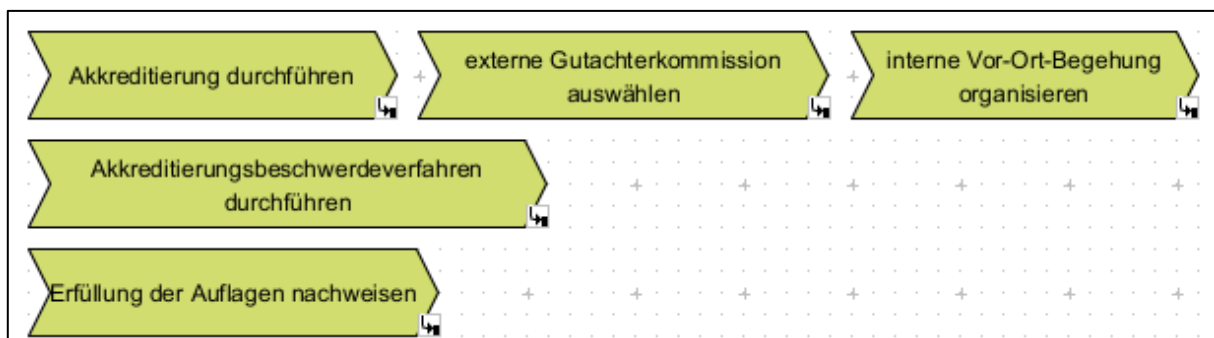 Akkreditierung durchführen
externe Gutachterkommission
auswählen
interne Vor-Ort-Begehung
organisieren
Akkreditierungsbeschwerdeverfahren
durchführen
Erfüllung der Auflagen nachweisen